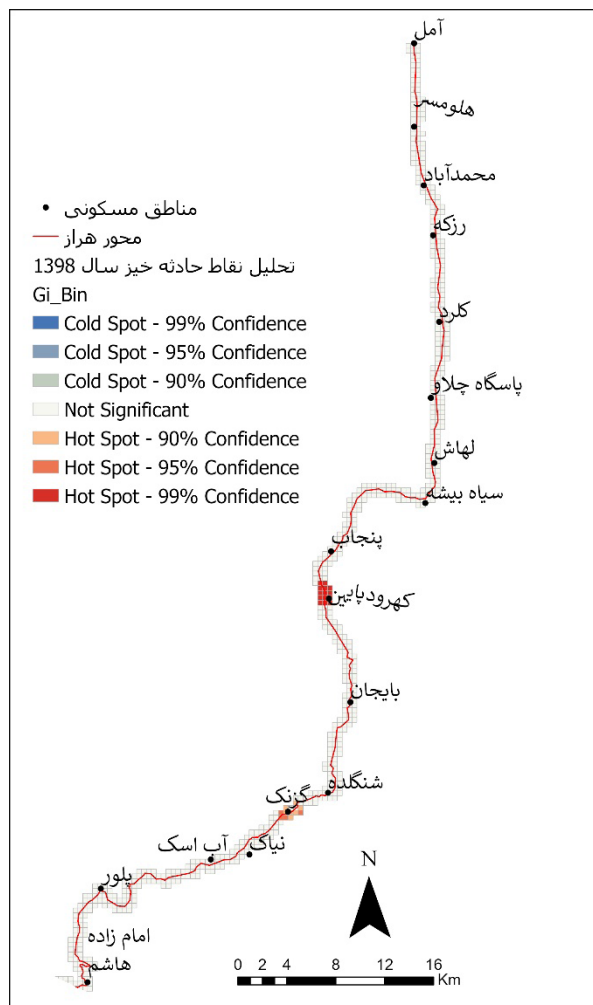 آمل
هلومسر
محمدآباد
مناطق مسکونی
رزکه
محور هراز
تحلیل نقاط حادثه خیز سال 1398
Gi_Bin
Cold Spot - 99% Confidence
کلرد
Cold Spot - 95% Confidence
Cold Spot - 90% Confidence
پاسگاه چلاو
Not Significant
Hot Spot - 90% Confidence
لهاش
Hot Spot - 95% Confidence
Hot Spot - 99% Confidence
سیاه بیشه
پنجاب
کهرودپایین
بایجان
شنگلده
گزنک
نیاک
آب اسک
پلور
N
امام زاده
هاشم
0 2 4 8 12 16
Km